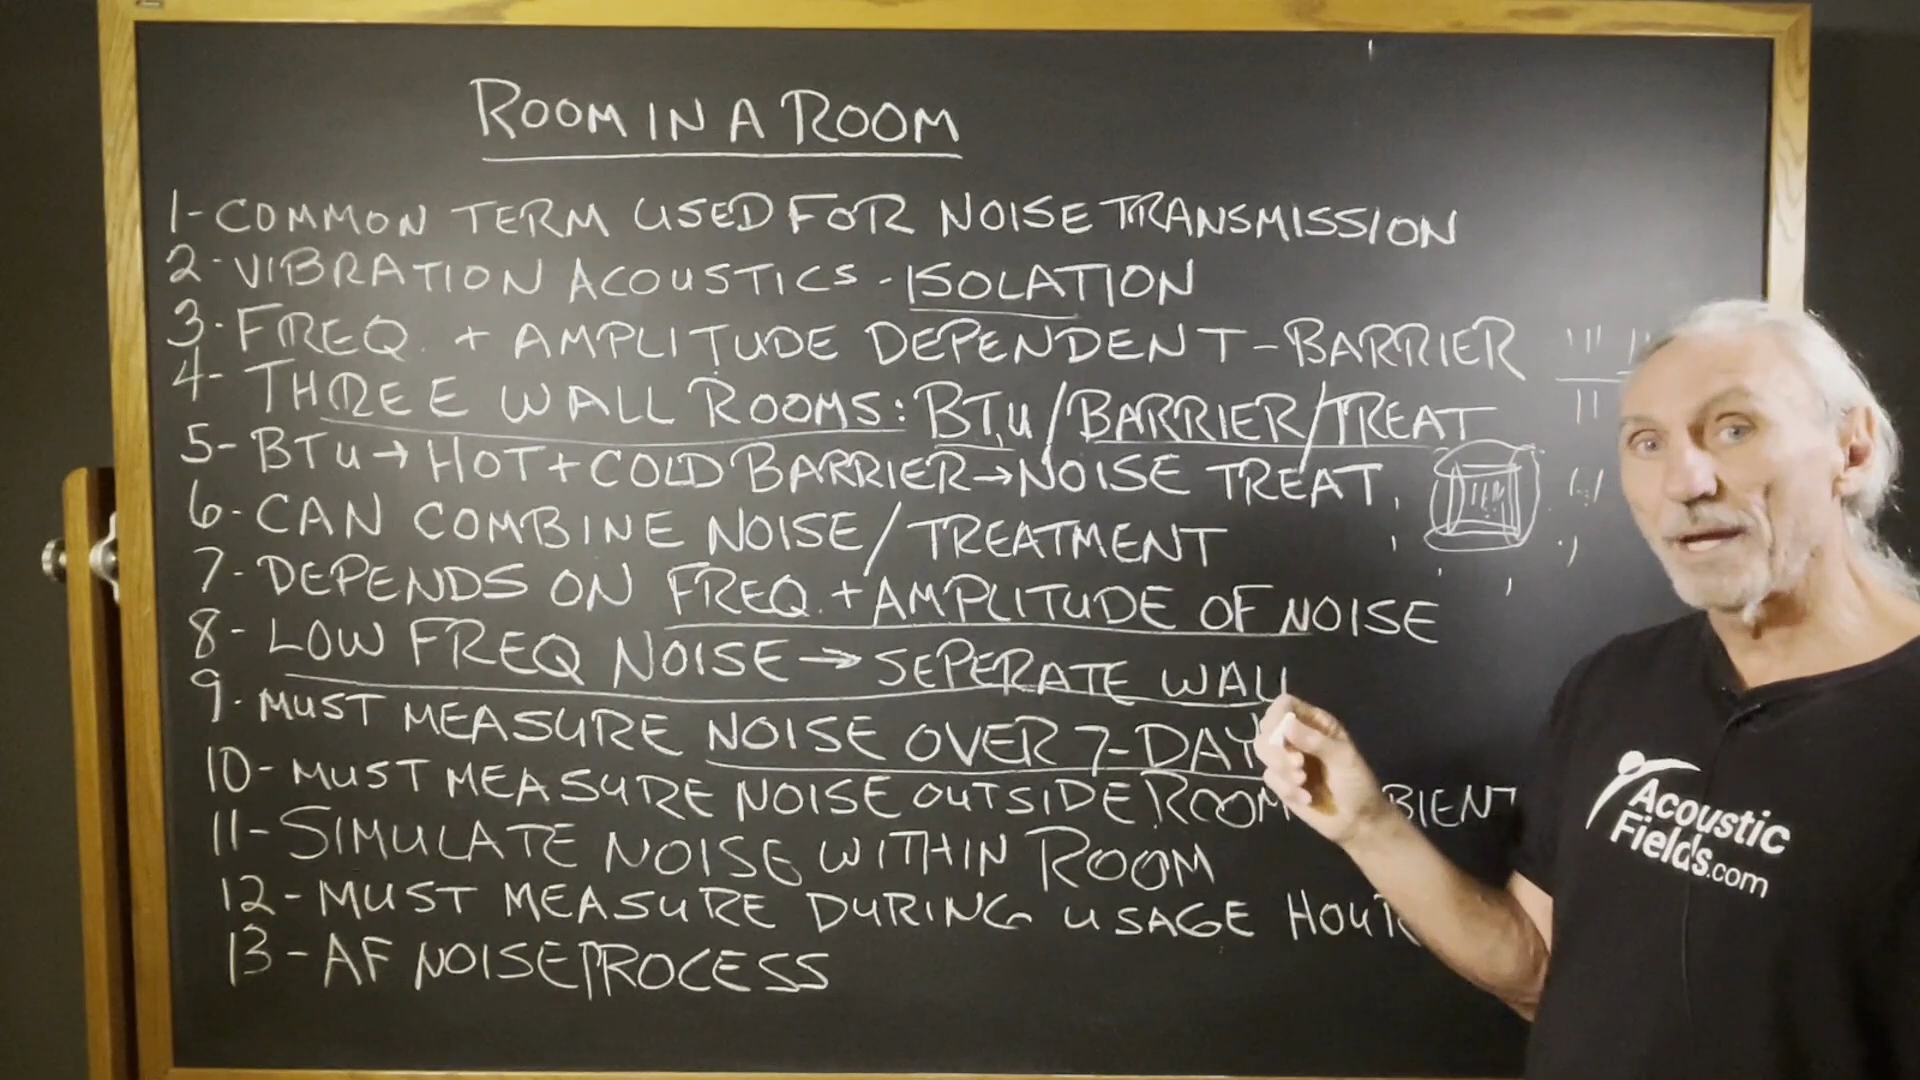 ROOM IN A ROOM
1- COMMON TERM USED FOR NOISE TRANSMISSION
2- VIBRATION ACOUSTICS - ISOLATION
3- FREQ. + AMPLITUDE DEPENDENT - BARRIER
4- THREE WALL ROOMS: BTU/BARRIER/TREAT
5- BTU → HOT + COLD BARRIER → NOISE TREAT.
6- CAN COMBINE NOISE/TREATMENT
7- DEPENDS ON FREQ. + AMPLITUDE OF NOISE
8- LOW FREQ NOISE → SEPERATE WALL
9- MUST MEASURE NOISE OVER 7-DAY
10- MUST MEASURE NOISE OUTSIDE ROOM
11- SIMULATE NOISE WITHIN ROOM
12- MUST MEASURE DURING USAGE HOUR
13- AF NOISE PROCESS
Acoustic
Fields.com